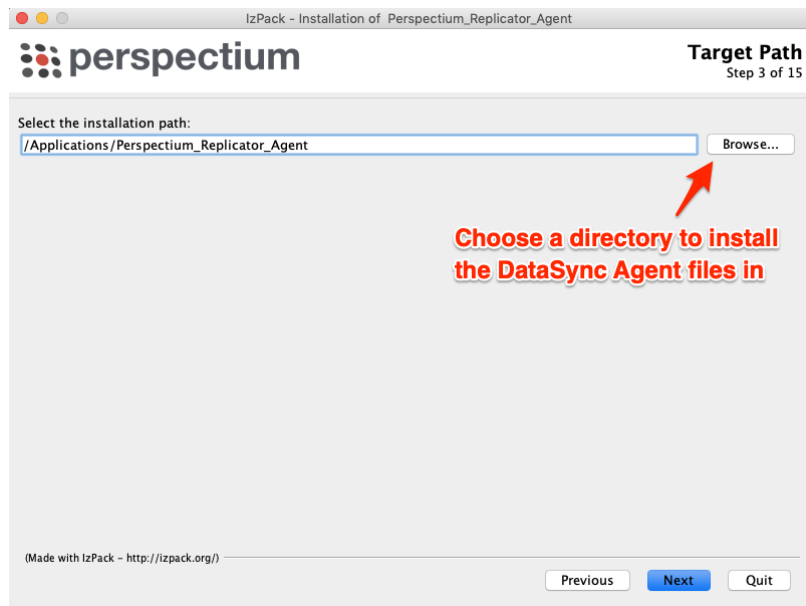 IzPack - Installation of Perspectium_Replicator_Agent
perspectium
Target Path
Step 3 of 15
Select the installation path:
/Applications/Perspectium_Replicator_Agent
Browse...
Choose a directory to install
the DataSync Agent files in
(Made with IzPack - http://izpack.org/)
Previous
Next
Quit